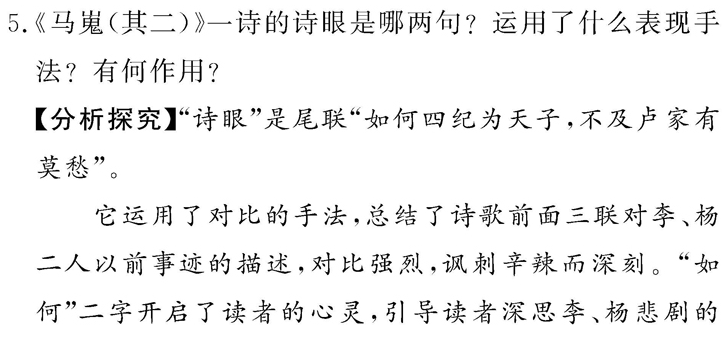 5.《马嵬(其二)》一诗的诗眼是哪两句？运用了什么表现手
法？有何作用？
【分析探究】“诗眼”是尾联“如何四纪为天子,不及卢家有
莫愁”。
它运用了对比的手法,总结了诗歌前面三联对李、杨
二人以前事迹的描述,对比强烈,讽刺辛辣而深刻。“如
何”二字开启了读者的心灵,引导读者深思李、杨悲剧的